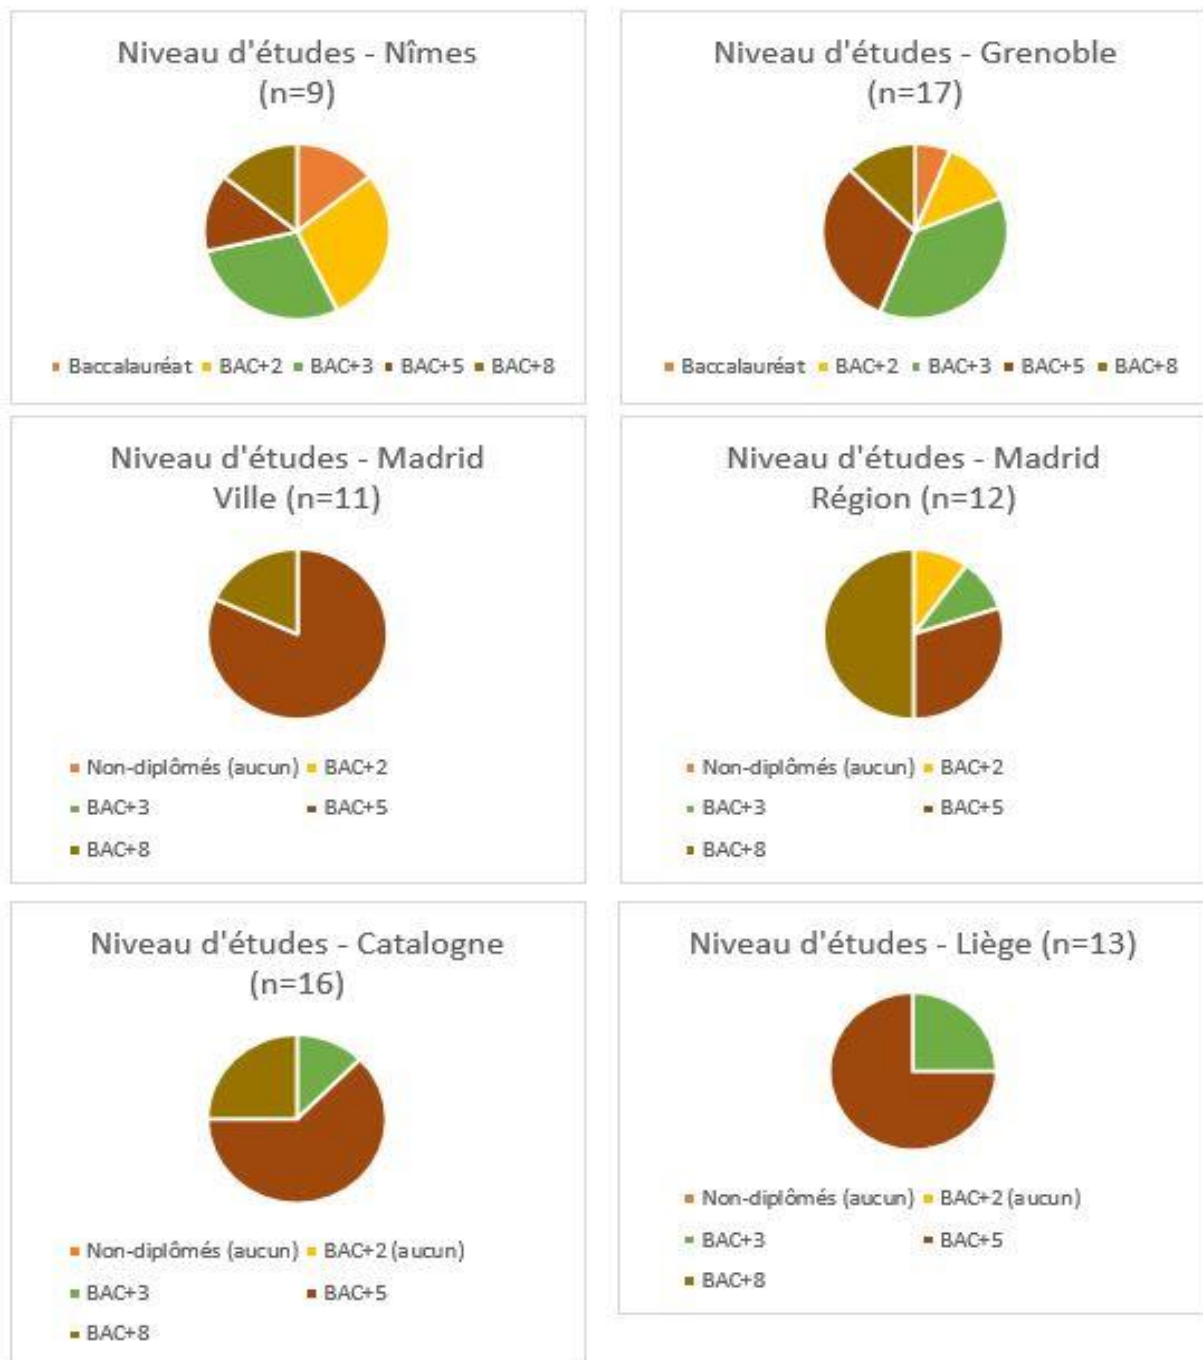 Niveau d'études - Nîmes
(n=9)
Baccalauréat BAC+2 BAC+3 BAC+5 BAC+8
Niveau d'études - Grenoble
(n=17)
Baccalauréat BAC+2 BAC+3 BAC+5 BAC+8
Niveau d'études - Madrid
Ville (n=11)
Non-diplômés (aucun) BAC+2
BAC+3 BAC+5
BAC+8
Niveau d'études - Madrid
Région (n=12)
Non-diplômés (aucun) BAC+2
BAC+3 BAC+5
BAC+8
Niveau d'études - Catalogne
(n=16)
Non-diplômés (aucun) BAC+2 (aucun)
BAC+3 BAC+5
BAC+8
Niveau d'études - Liège (n=13)
Non-diplômés (aucun) BAC+2 (aucun)
BAC+3 BAC+5
BAC+8